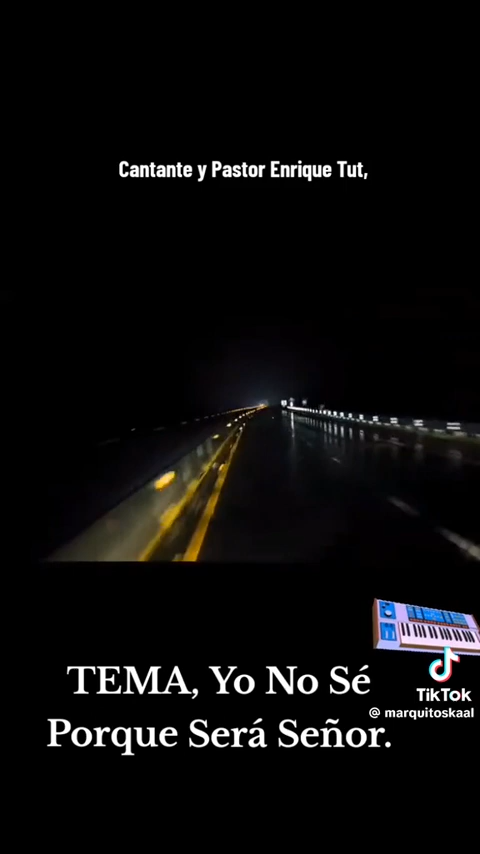 Cantante y Pastor Enrique Tut,
TEMA, Yo No Sé
Porque Será Señor.
TikTok
@ marquitoskaal